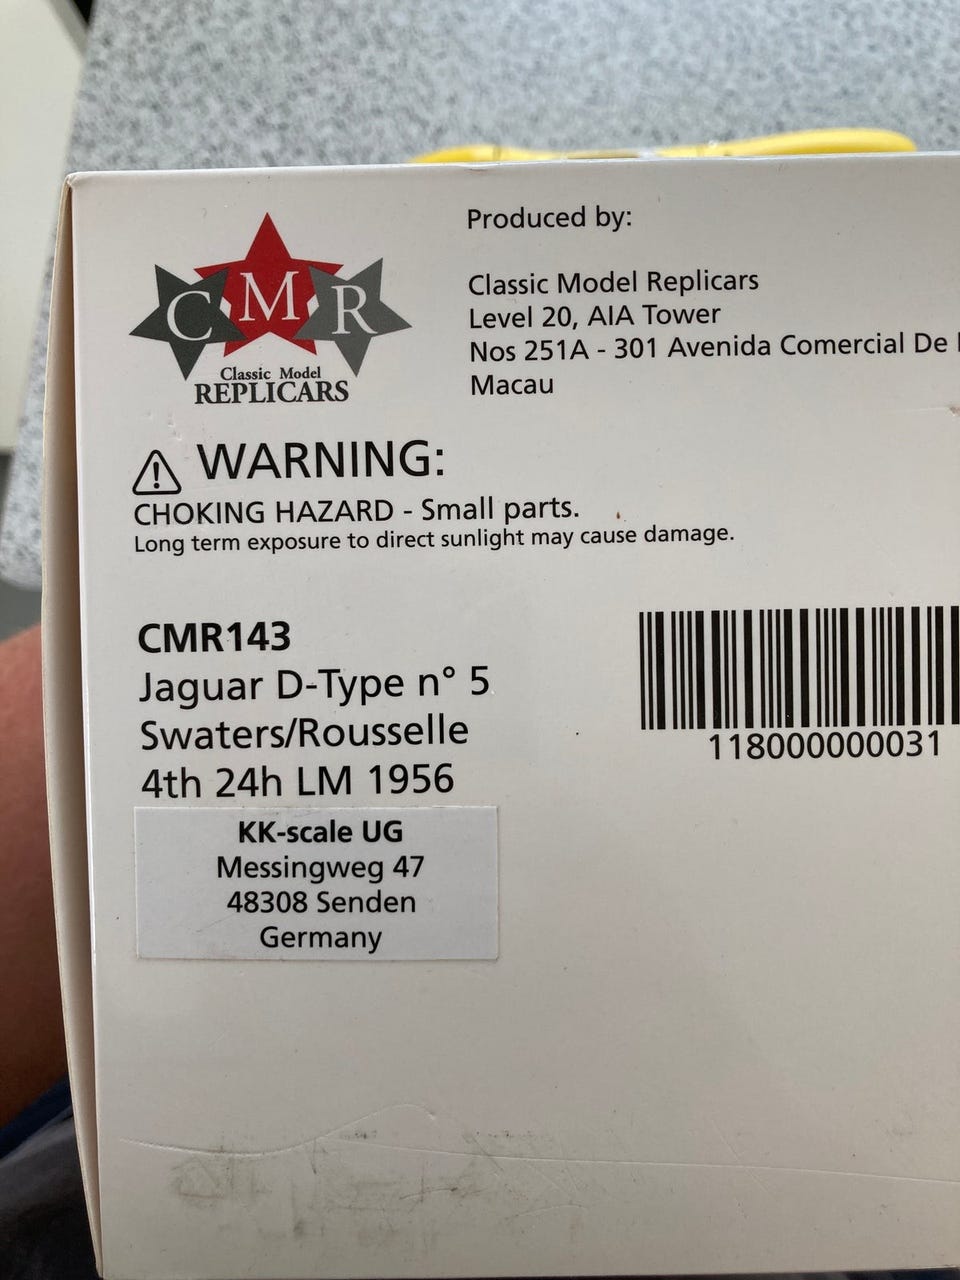 CMR
Classic Model
REPLICARS
Produced by:
Classic Model Replicars
Level 20, AIA Tower
Nos 251A - 301 Avenida Comercial De
Macau
WARNING:
CHOKING HAZARD - Small parts.
Long term exposure to direct sunlight may cause damage.
CMR143
Jaguar D-Type n° 5
Swaters/Rousselle
4th 24h LM 1956
118000000031
KK-scale UG
Messingweg 47
48308 Senden
Germany